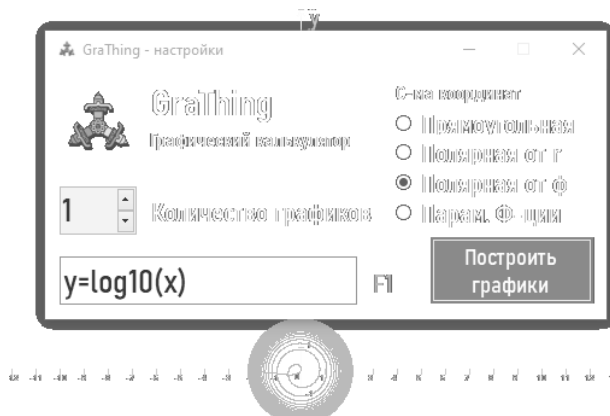 y
GraThing - настройки
GraThing
Графический калькулятор
С-ма координат
Прямоугольная
Полярная от r
Полярная от ф
Парам. Ф-ции
1
Количество графиков
y=log10(x)
F1
Построить
графики